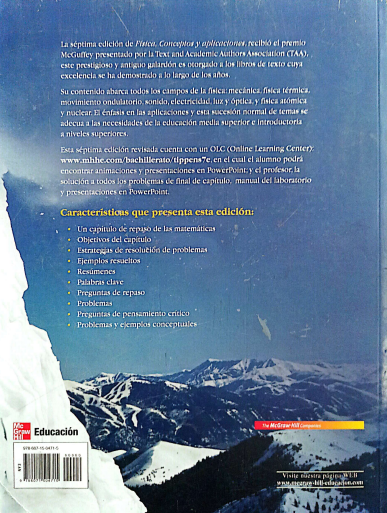 La séptima edición de Física, Conceptos y aplicaciones, recibió el premio
McGuffey presentado por la Text and Academic Authors Association (TAA),
este prestigioso y antiguo galardón es otorgado a los libros de texto cuya
excelencia se ha demostrado a lo largo de los años.
Su contenido abarca todos los campos de la física: mecánica, física térmica,
movimiento ondulatorio, sonido, electricidad, luz y óptica, y física atómica
y nuclear. El énfasis en las aplicaciones y esta sucesión normal de temas se
adecua a las necesidades de la educación media superior e introductoria
a niveles superiores.
Esta séptima edición revisada cuenta con un OLC (Online Learning Center):
www.mhhe.com/bachillerato/tippens7e, en el cual el alumno podrá
encontrar animaciones y presentaciones en PowerPoint; y el profesor, la
solución a todos los problemas de final de capítulo, manual del laboratorio
y presentaciones en PowerPoint.
Características que presenta esta edición:
• Un capítulo de repaso de las matemáticas
• Objetivos del capítulo
• Estrategias de resolución de problemas
• Ejemplos resueltos
• Resúmenes
• Palabras clave
• Preguntas de repaso
• Problemas
• Preguntas de pensamiento crítico
• Problemas y ejemplos conceptuales
Mc
Graw
Hill
Educación
The McGraw-Hill Companies
Visite nuestra página WEB
www.mcgraw-hill-educacion.com